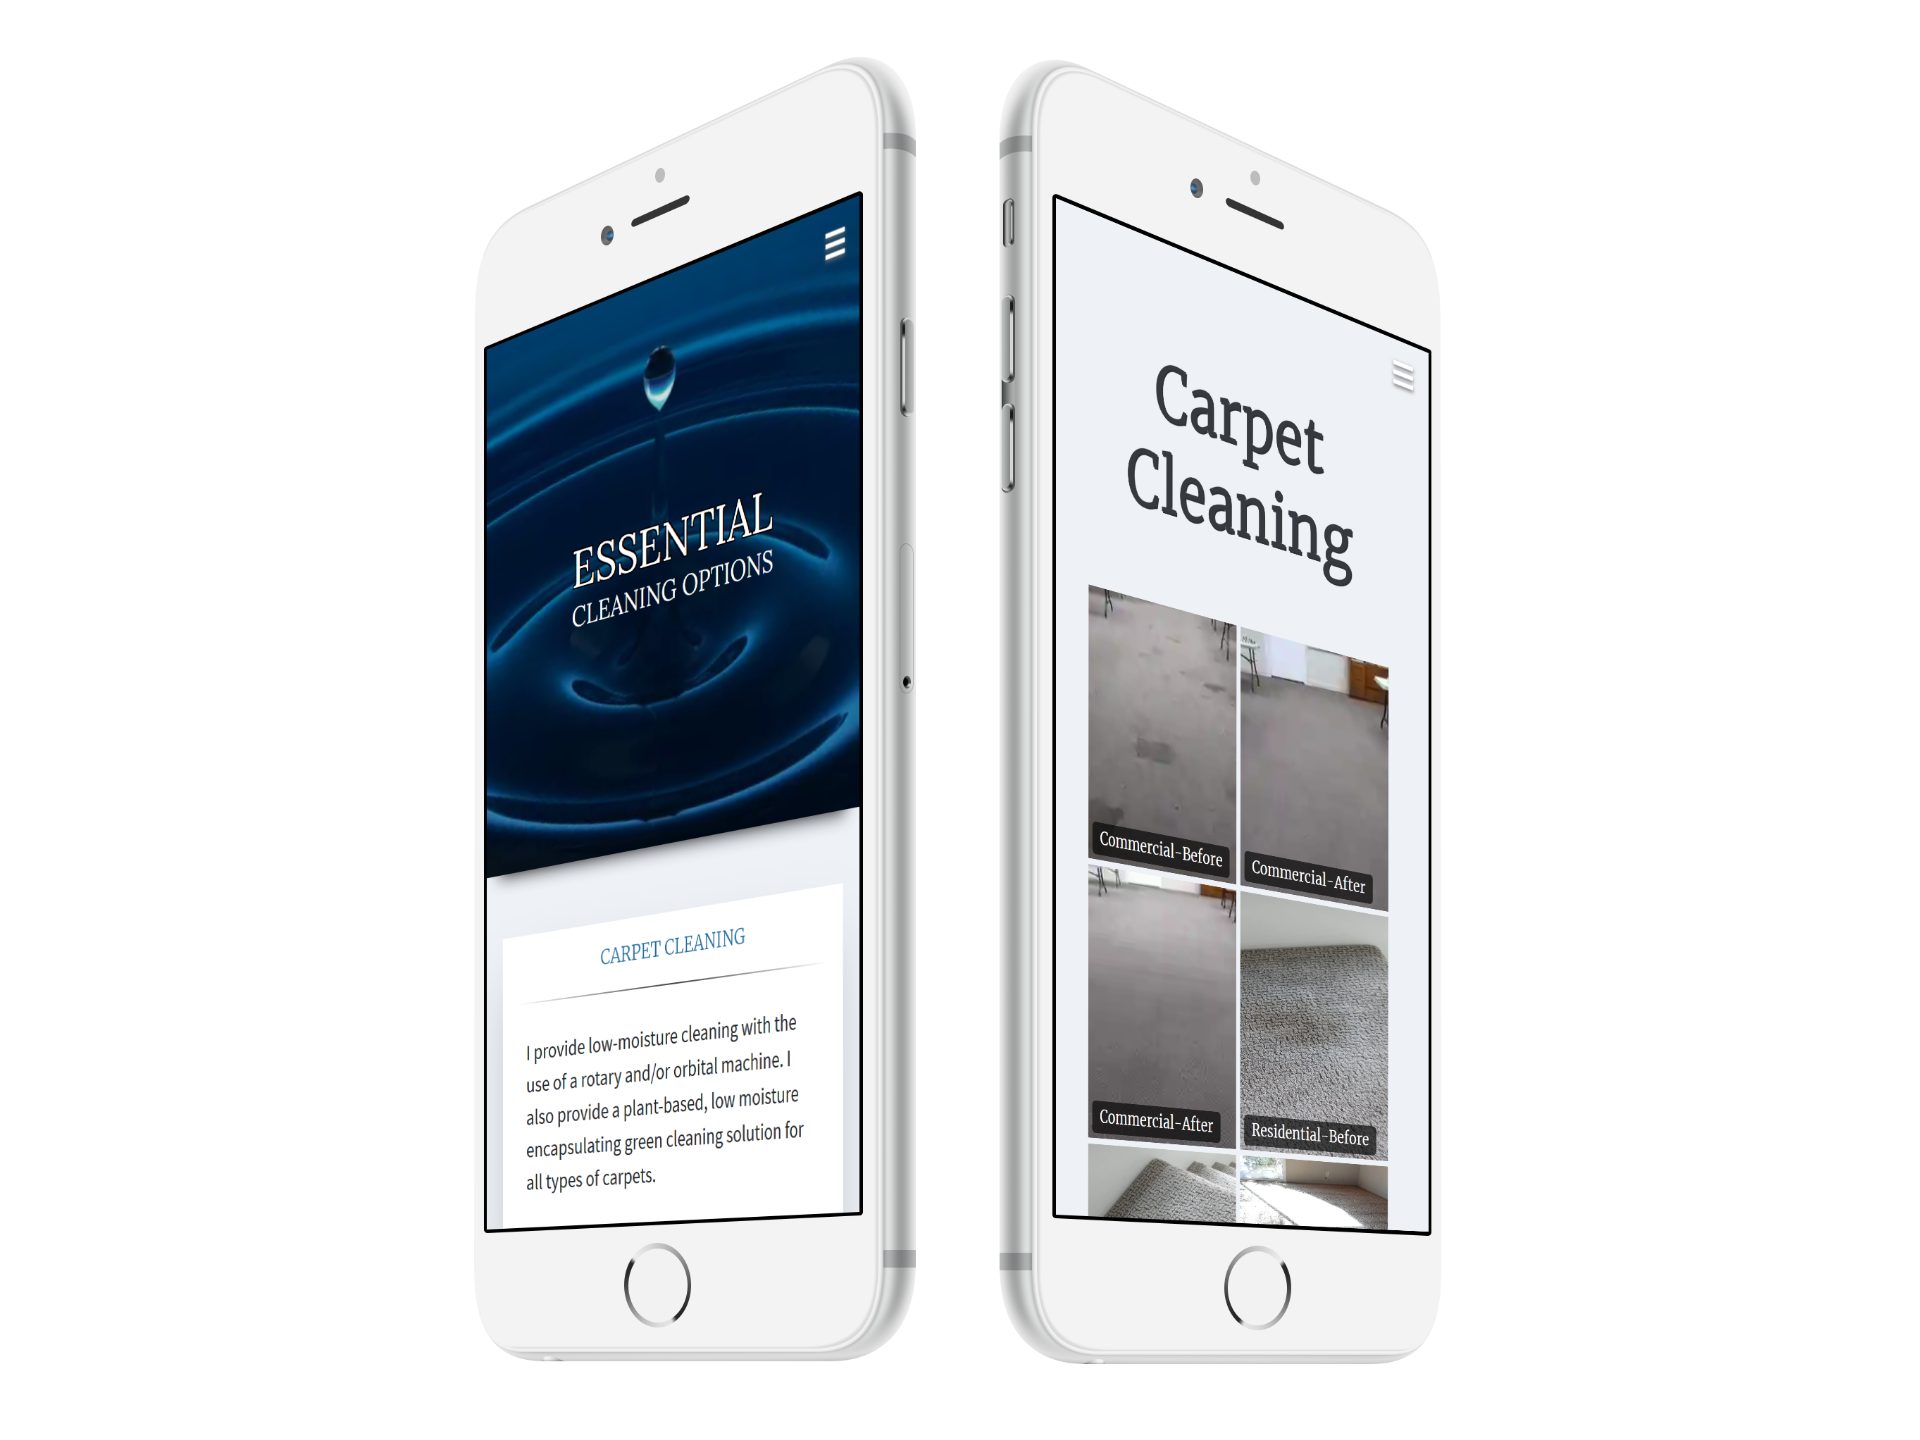 ESSENTIAL
CLEANING OPTIONS
CARPET CLEANING
I provide low-moisture cleaning with the
use of a rotary and/or orbital machine. I
also provide a plant-based, low moisture
encapsulating green cleaning solution for
all types of carpets.
Carpet
Cleaning
Commercial-Before
Commercial-After
Commercial-After
Residential-Before